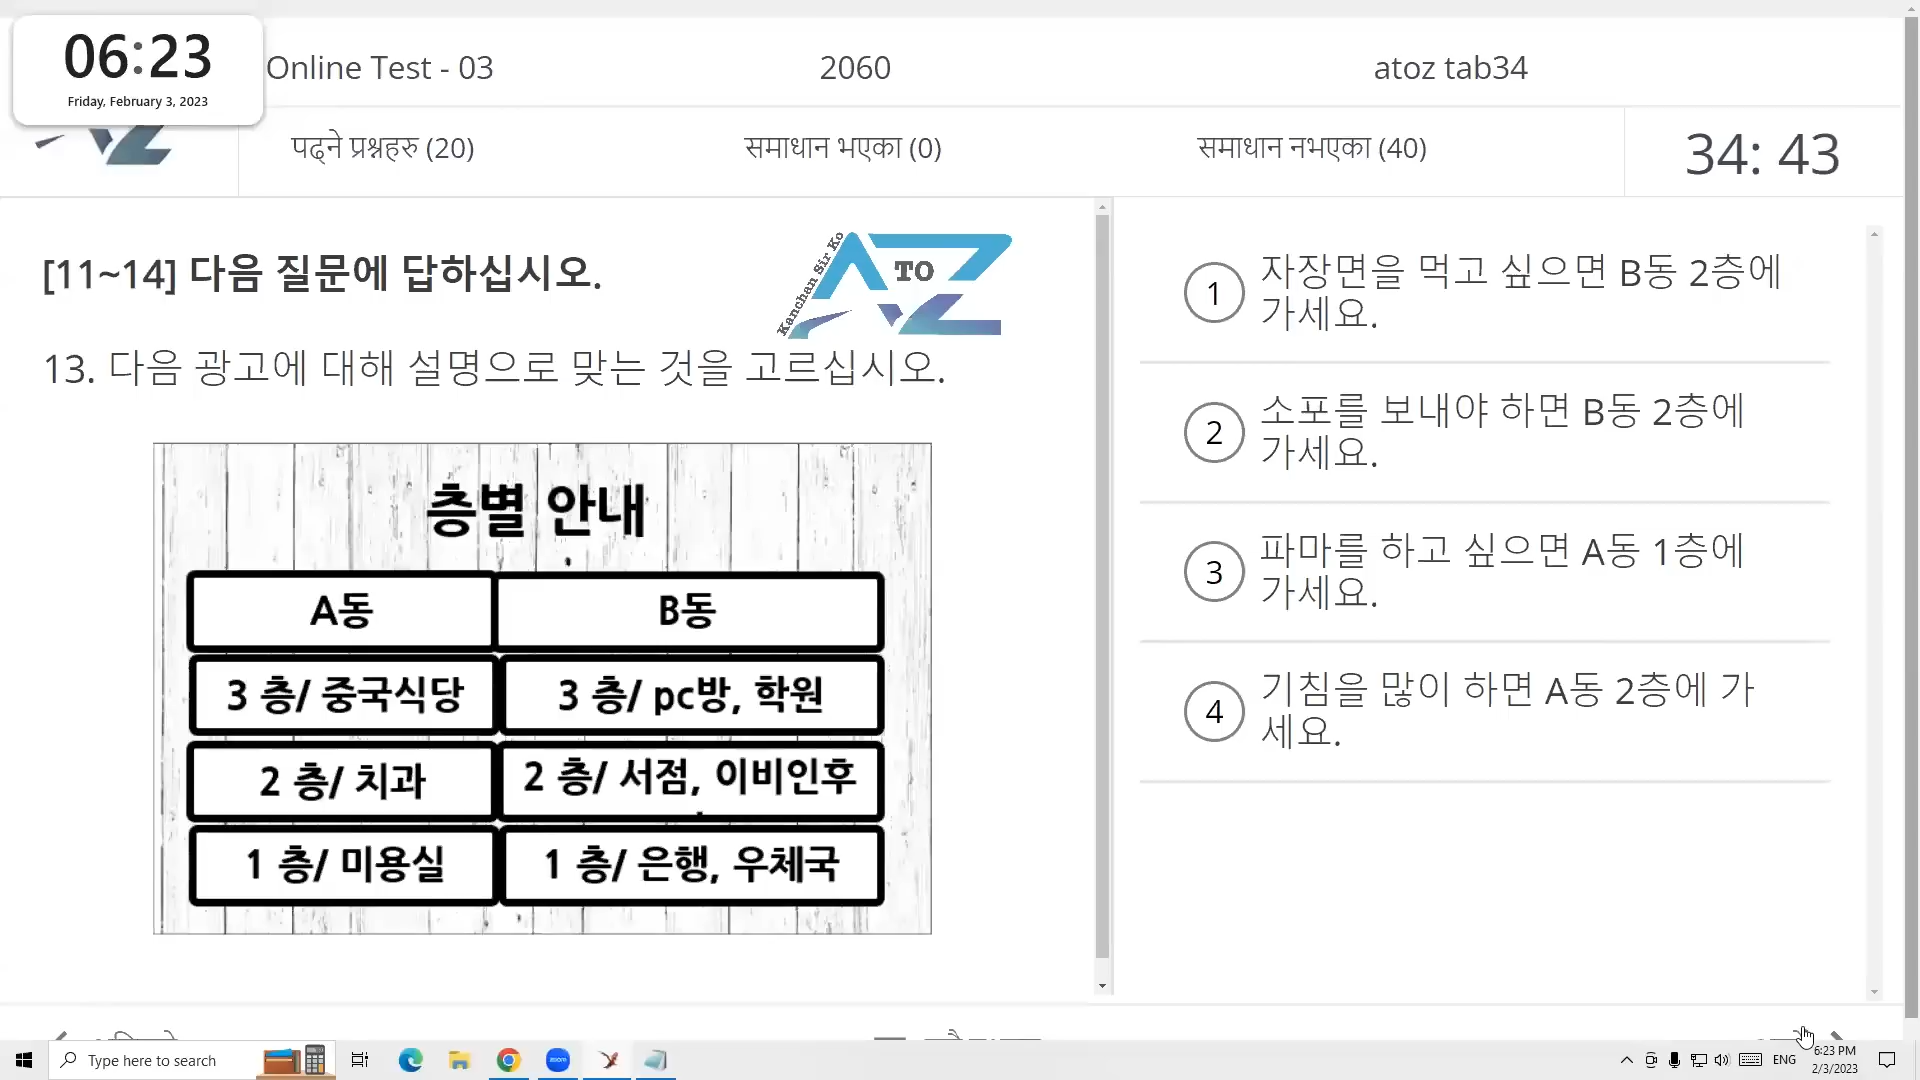 06:23
Friday, February 3, 2023
Online Test - 03
2060
atoz tab34
पढ्ने प्रश्नहरु (20)
समाधान भएका (0)
समाधान नभएका (40)
34: 43
[11~14] 다음 질문에 답하십시오.
Kanchan Sir Ko
A TO Z
13. 다음 광고에 대해 설명으로 맞는 것을 고르십시오.
층별 안내
A동
B동
3 층/ 중국식당
3 층/ pc방, 학원
2 층/ 치과
2 층/ 서점, 이비인후
1 층/ 미용실
1 층/ 은행, 우체국
1 자장면을 먹고 싶으면 B동 2층에
가세요.
2 소포를 보내야 하면 B동 2층에
가세요.
3 파마를 하고 싶으면 A동 1층에
가세요.
4 기침을 많이 하면 A동 2층에 가
세요.
Type here to search
zoom
ENG
6:23 PM
2/3/2023